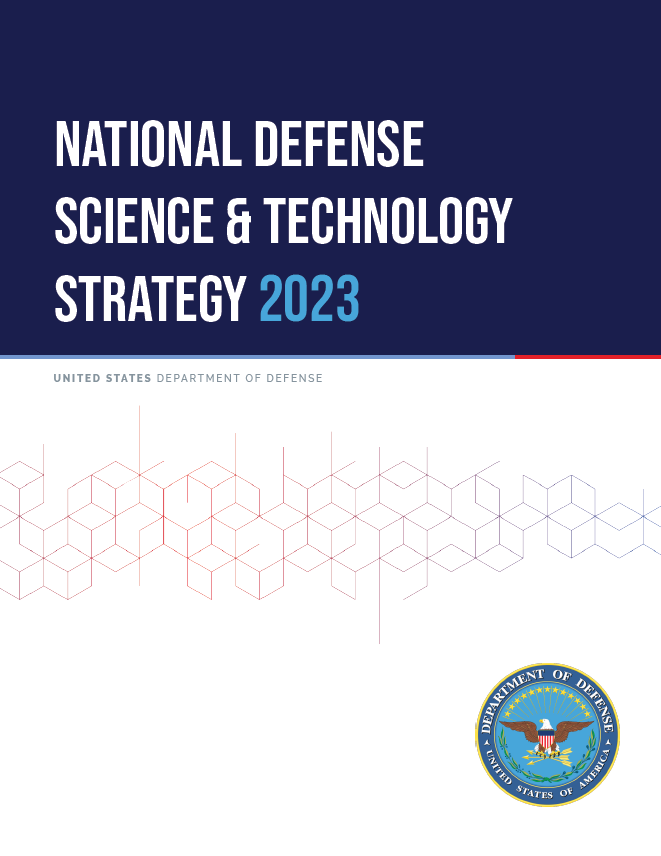 NATIONAL DEFENSE
SCIENCE & TECHNOLOGY
STRATEGY 2023
UNITED STATES DEPARTMENT OF DEFENSE
DEPARTMENT OF DEFENSE
UNITED STATES OF AMERICA